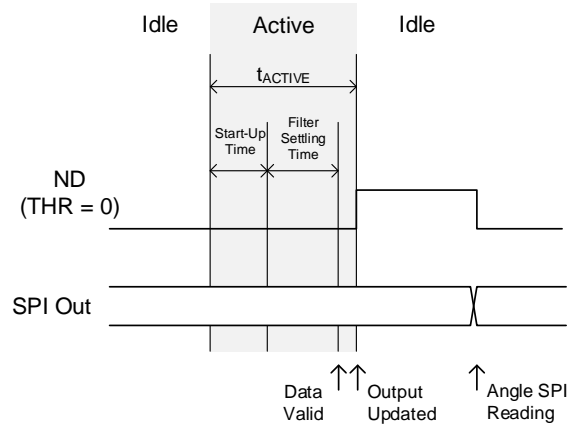 Idle Active Idle
tACTIVE
Start-Up
Time
Filter
Settling
Time
ND
(THR = 0)
SPI Out
Data
Valid
Output
Updated
Angle SPI
Reading